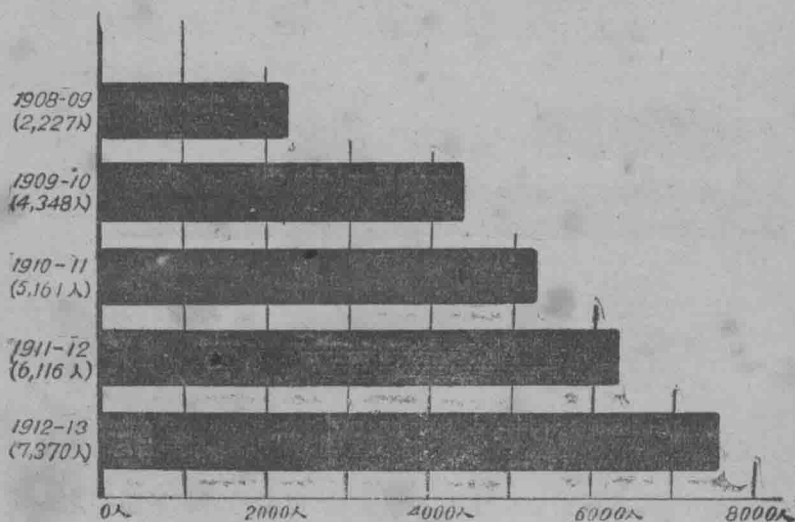 1908-09
(2,227人)
1909-10
(4,348人)
1910-11
(5,161人)
1911-12
(6,116人)
1912-13
(7,370人)
0人 2000人 4000人 6000人 8000人